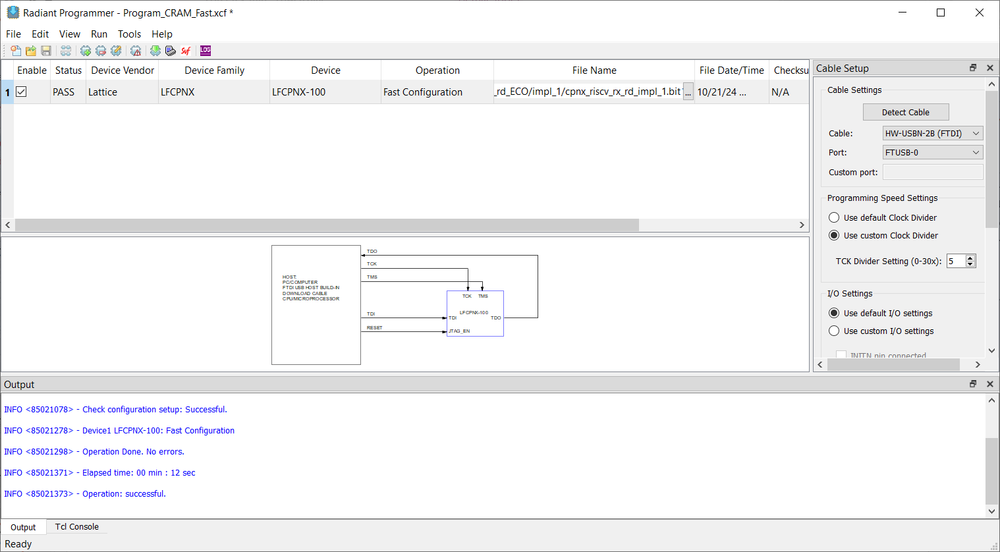 Radiant Programmer - Program_CRAM_Fast.xcf *
File Edit View Run Tools Help
Svf LOG
Enable Status Device Vendor Device Family Device Operation File Name File Date/Time Checksu
1 PASS Lattice LFCPNX LFCPNX-100 Fast Configuration _rd_ECO/impl_1/cpnx_riscv_rx_rd_impl_1.bit ... 10/21/24 ... N/A
TDO
TCK
TMS
HOST:
PC/COMPUTER
FTDI USB HOST BUILD-IN
DOWNLOAD CABLE
CPU/MICROPROCESSOR
TCK TMS
LFCPNX-100
TDI
TDI TDO
RESET
JTAG_EN
Cable Setup
Cable Settings
Detect Cable
Cable: HW-USBN-2B (FTDI)
Port: FTUSB-0
Custom port:
Programming Speed Settings
Use default Clock Divider
Use custom Clock Divider
TCK Divider Setting (0-30x): 5
I/O Settings
Use default I/O settings
Use custom I/O settings
INITN pin connected
Output
INFO <85021078> - Check configuration setup: Successful.
INFO <85021278> - Device1 LFCPNX-100: Fast Configuration
INFO <85021298> - Operation Done. No errors.
INFO <85021371> - Elapsed time: 00 min : 12 sec
INFO <85021373> - Operation: successful.
Output Tcl Console
Ready